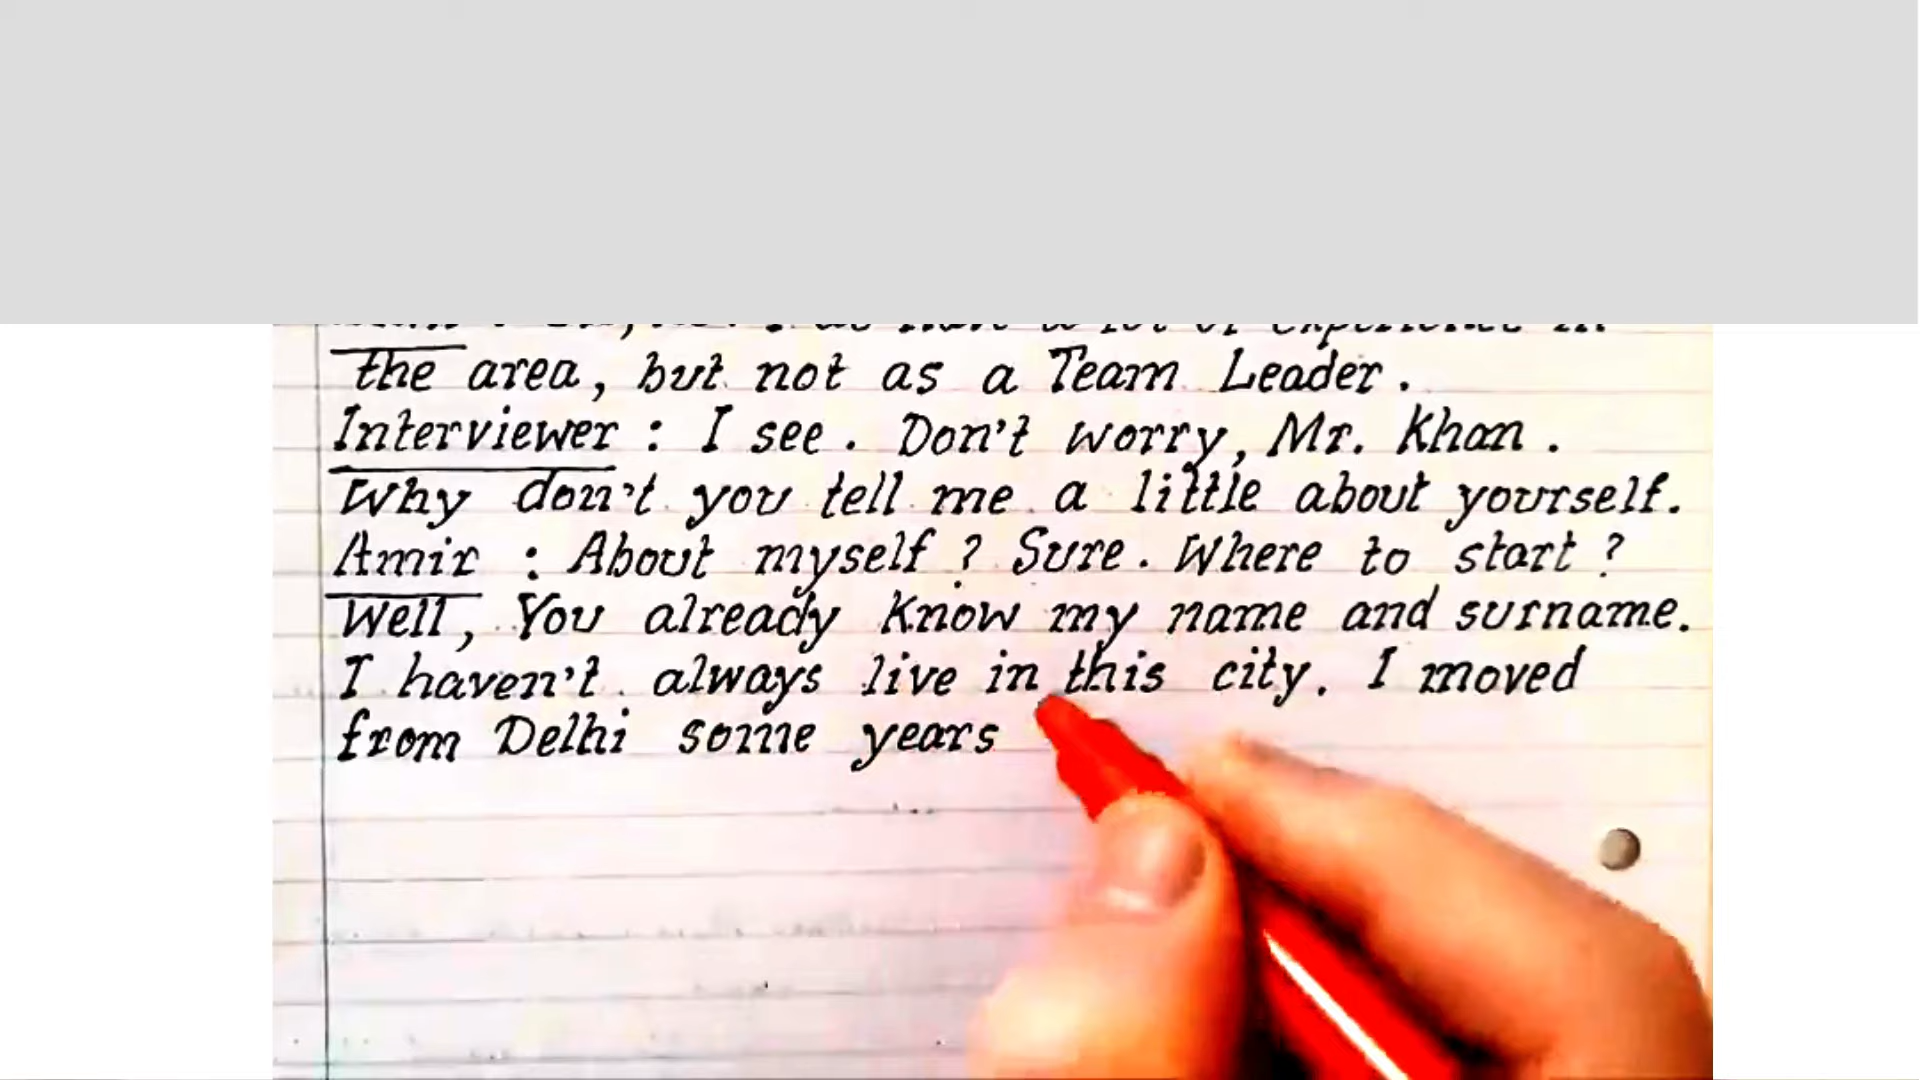 the area, but not as a Team Leader.
Interviewer : I see. Don't worry, Mr. Khan.
Why don't you tell me a little about yourself.
Amir : About myself? Sure. Where to start?
Well, You already know my name and surname.
I haven't always live in this city. I moved
from Delhi some years